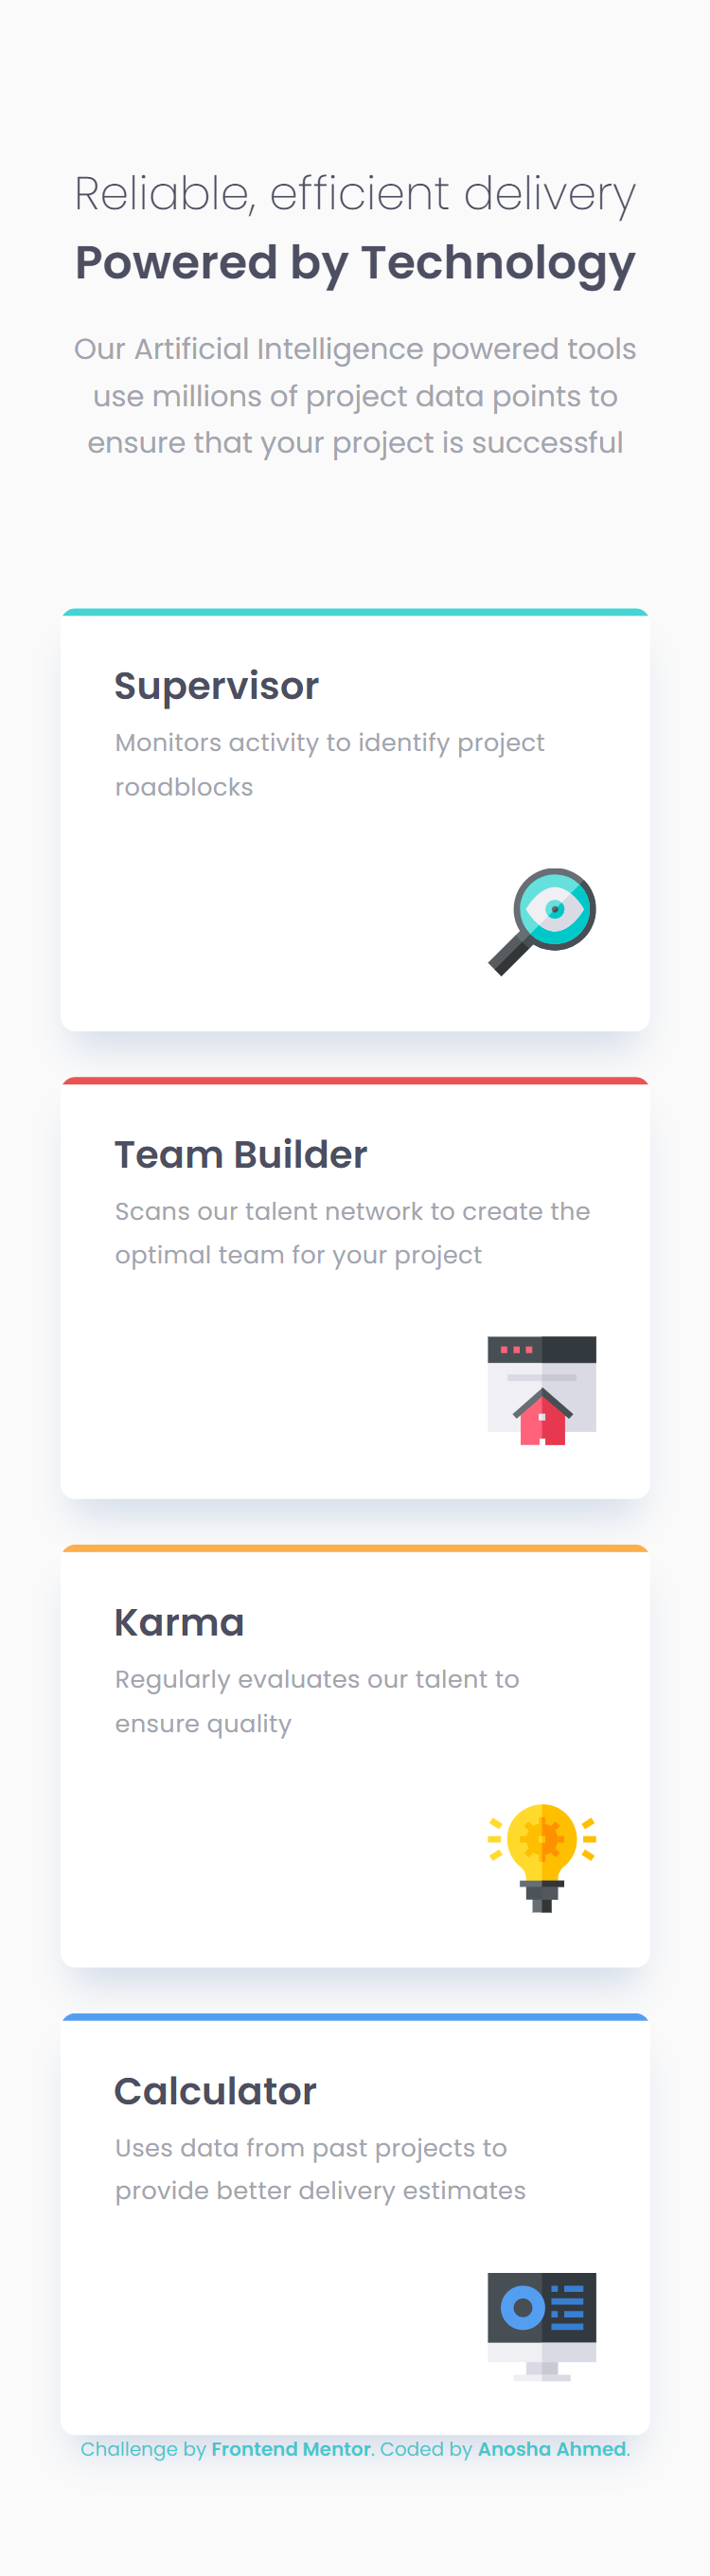 Reliable, efficient delivery
Powered by Technology
Our Artificial Intelligence powered tools
use millions of project data points to
ensure that your project is successful
Supervisor
Monitors activity to identify project
roadblocks
Team Builder
Scans our talent network to create the
optimal team for your project
Karma
Regularly evaluates our talent to
ensure quality
Calculator
Uses data from past projects to
provide better delivery estimates
Challenge by Frontend Mentor. Coded by Anosha Ahmed.